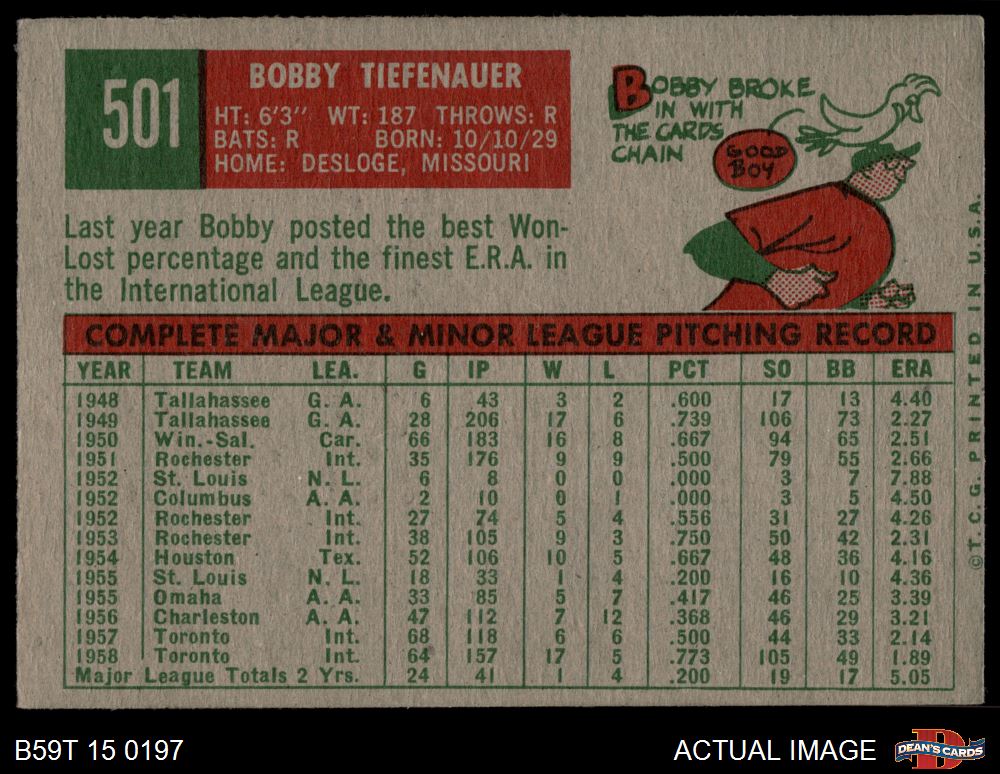 501
BOBBY TIEFENAUER
HT: 6'3" WT: 187 THROWS: R
BATS: R BORN: 10/10/29
HOME: DESLOGE, MISSOURI
BOBBY BROKE
IN WITH
THE CARDS
CHAIN
GOOD
BOY
Last year Bobby posted the best Won-
Lost percentage and the finest E.R.A. in
the International League.
COMPLETE MAJOR & MINOR LEAGUE PITCHING RECORD
YEAR TEAM LEA. G IP W L PCT SO BB ERA
1948 Tallahassee G. A. 6 43 3 2 .600 17 13 4.40
1949 Tallahassee G. A. 28 206 17 6 .739 106 73 2.27
1950 Win.-Sal. Car. 66 183 16 8 .667 94 65 2.51
1951 Rochester Int. 35 176 9 9 .500 79 55 2.66
1952 St. Louis N. L. 6 8 0 0 .000 3 7 7.88
1952 Columbus A. A. 2 10 0 1 .000 3 5 4.50
1952 Rochester Int. 27 74 5 4 .556 31 27 4.26
1953 Rochester Int. 38 105 9 3 .750 50 42 2.31
1954 Houston Tex. 52 106 10 5 .667 48 36 4.16
1955 St. Louis N. L. 18 33 1 4 .200 16 10 4.36
1955 Omaha A. A. 33 85 5 7 .417 46 25 3.39
1956 Charleston A. A. 47 112 7 12 .368 46 29 3.21
1957 Toronto Int. 68 118 6 6 .500 44 33 2.14
1958 Toronto Int. 64 157 17 5 .773 105 49 1.89
Major League Totals 2 Yrs. 24 41 1 4 .200 19 17 5.05
©T. C. G. PRINTED IN U.S.A.
B59T 15 0197
ACTUAL IMAGE
DEAN'S CARDS